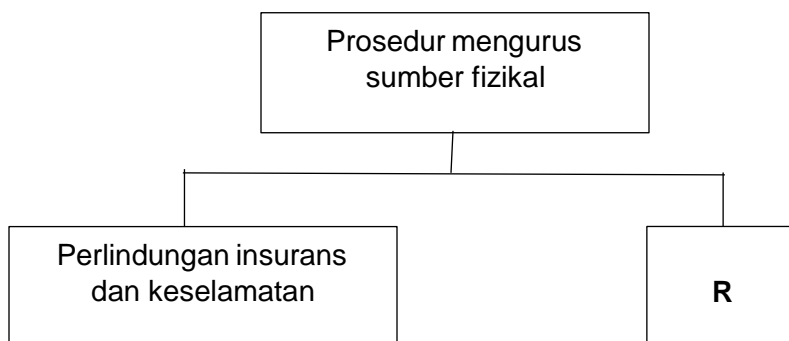 Prosedur mengurus
sumber fizikal
Perlindungan insurans
dan keselamatan
R